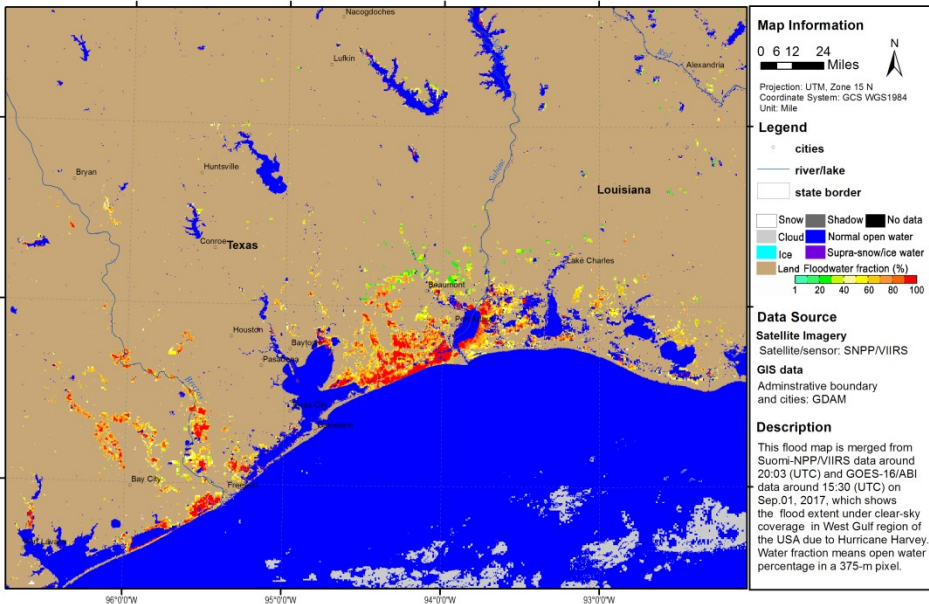 Nacogdoches
Lufkin
Red
Alexandria
Bryan
Huntsville
Sabine
Louisiana
Conroe
Texas
Lake Charles
Beaumont
Houston
Pasadena
Brazos
Bay City
96°0'0"W
95°0'0"W
94°0'0"W
93°0'0"W
Map Information
0 6 12 24
Miles
N
Projection: UTM, Zone 15 N
Coordinate System: GCS WGS1984
Unit: Mile
Legend
cities
river/lake
state border
Snow Shadow No data
Cloud Normal open water
Ice Supra-snow/ice water
Land Floodwater fraction (%)
1 20 40 60 80 100
Data Source
Satellite Imagery
Satellite/sensor: SNPP/VIIRS
GIS data
Adminstrative boundary
and cities: GDAM
Description
This flood map is merged from
Suomi-NPP/VIIRS data around
20:03 (UTC) and GOES-16/ABI
data around 15:30 (UTC) on
Sep.01, 2017, which shows
the flood extent under clear-sky
coverage in West Gulf region of
the USA due to Hurricane Harvey.
Water fraction means open water
percentage in a 375-m pixel.